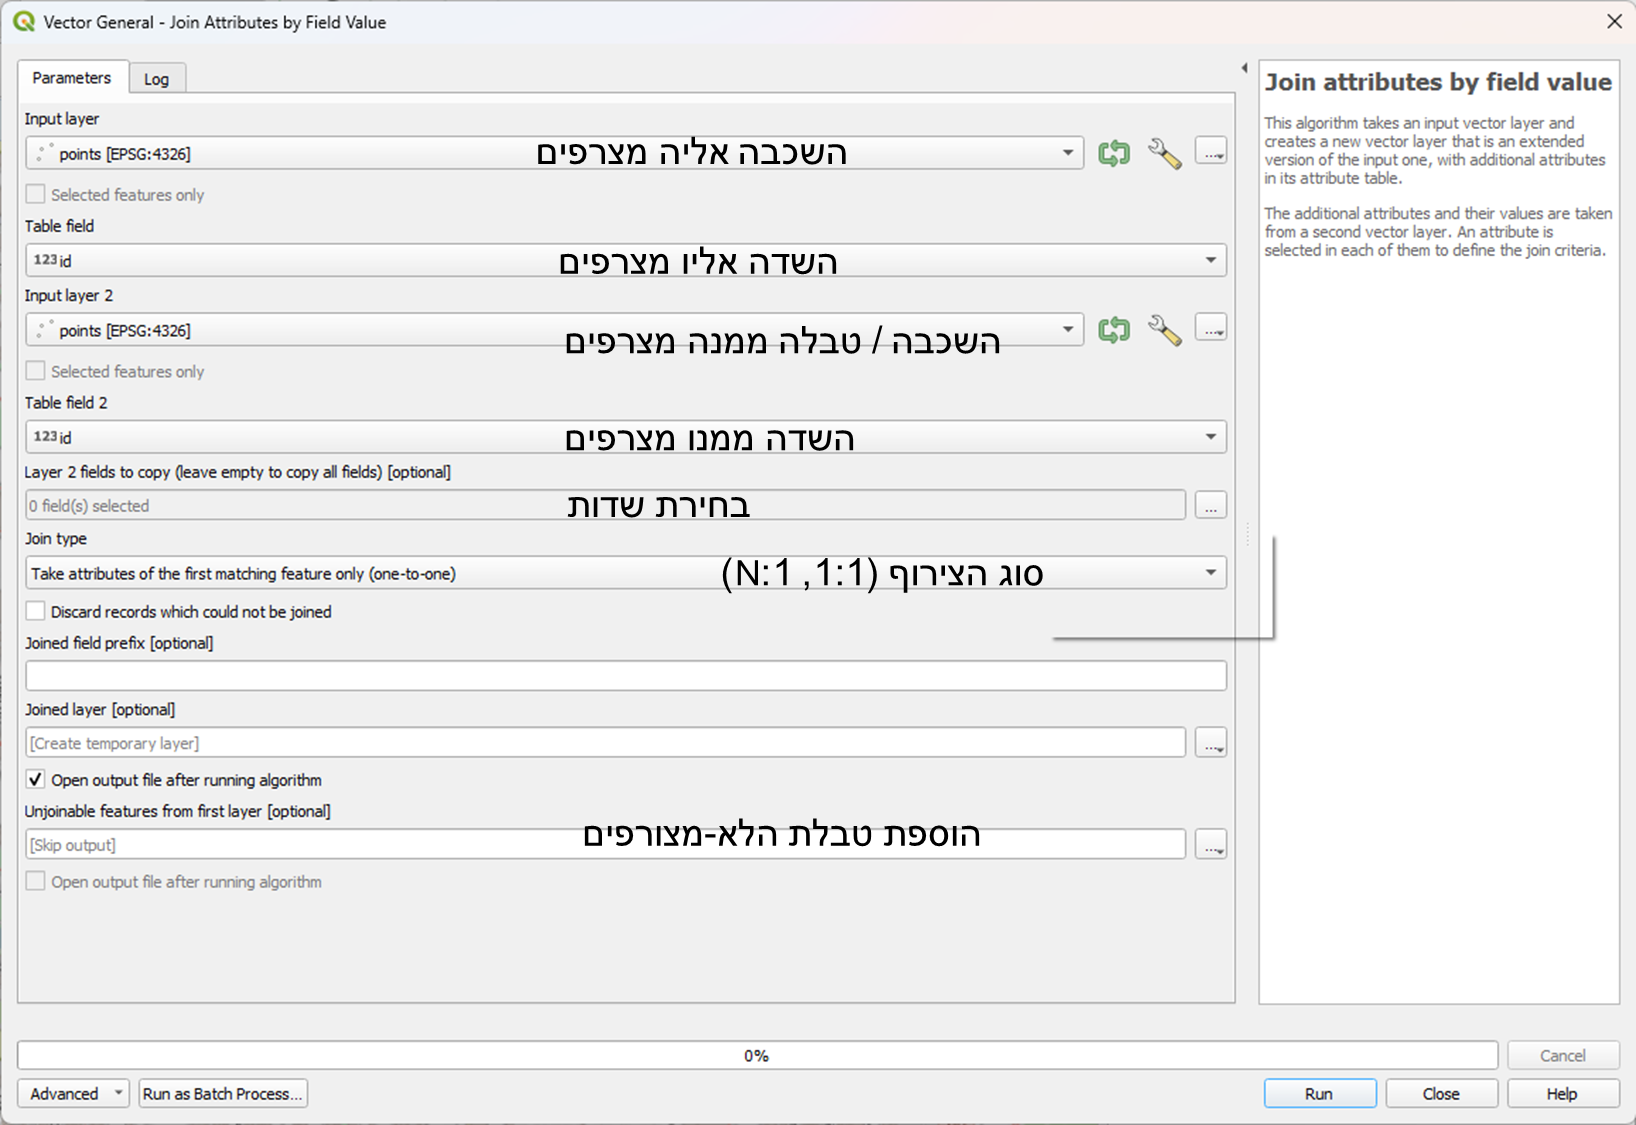 Vector General - Join Attributes by Field Value
Parameters
Log
Input layer
points [EPSG:4326]
השכבה אליה מצרפים
...
Selected features only
Table field
123 id
השדה אליו מצרפים
Input layer 2
points [EPSG:4326]
השכבה / טבלה ממנה מצרפים
...
Selected features only
Table field 2
123 id
השדה ממנו מצרפים
Layer 2 fields to copy (leave empty to copy all fields) [optional]
0 field(s) selected
בחירת שדות
...
Join type
Take attributes of the first matching feature only (one-to-one)
סוג הצירוף (N:1 ,1:1)
Discard records which could not be joined
Joined field prefix [optional]
Joined layer [optional]
[Create temporary layer]
...
Open output file after running algorithm
Unjoinable features from first layer [optional]
[Skip output]
הוספת טבלת הלא-מצורפים
...
Open output file after running algorithm
Join attributes by field value
This algorithm takes an input vector layer and
creates a new vector layer that is an extended
version of the input one, with additional attributes
in its attribute table.
The additional attributes and their values are taken
from a second vector layer. An attribute is
selected in each of them to define the join criteria.
0%
Cancel
Advanced
Run as Batch Process...
Run
Close
Help